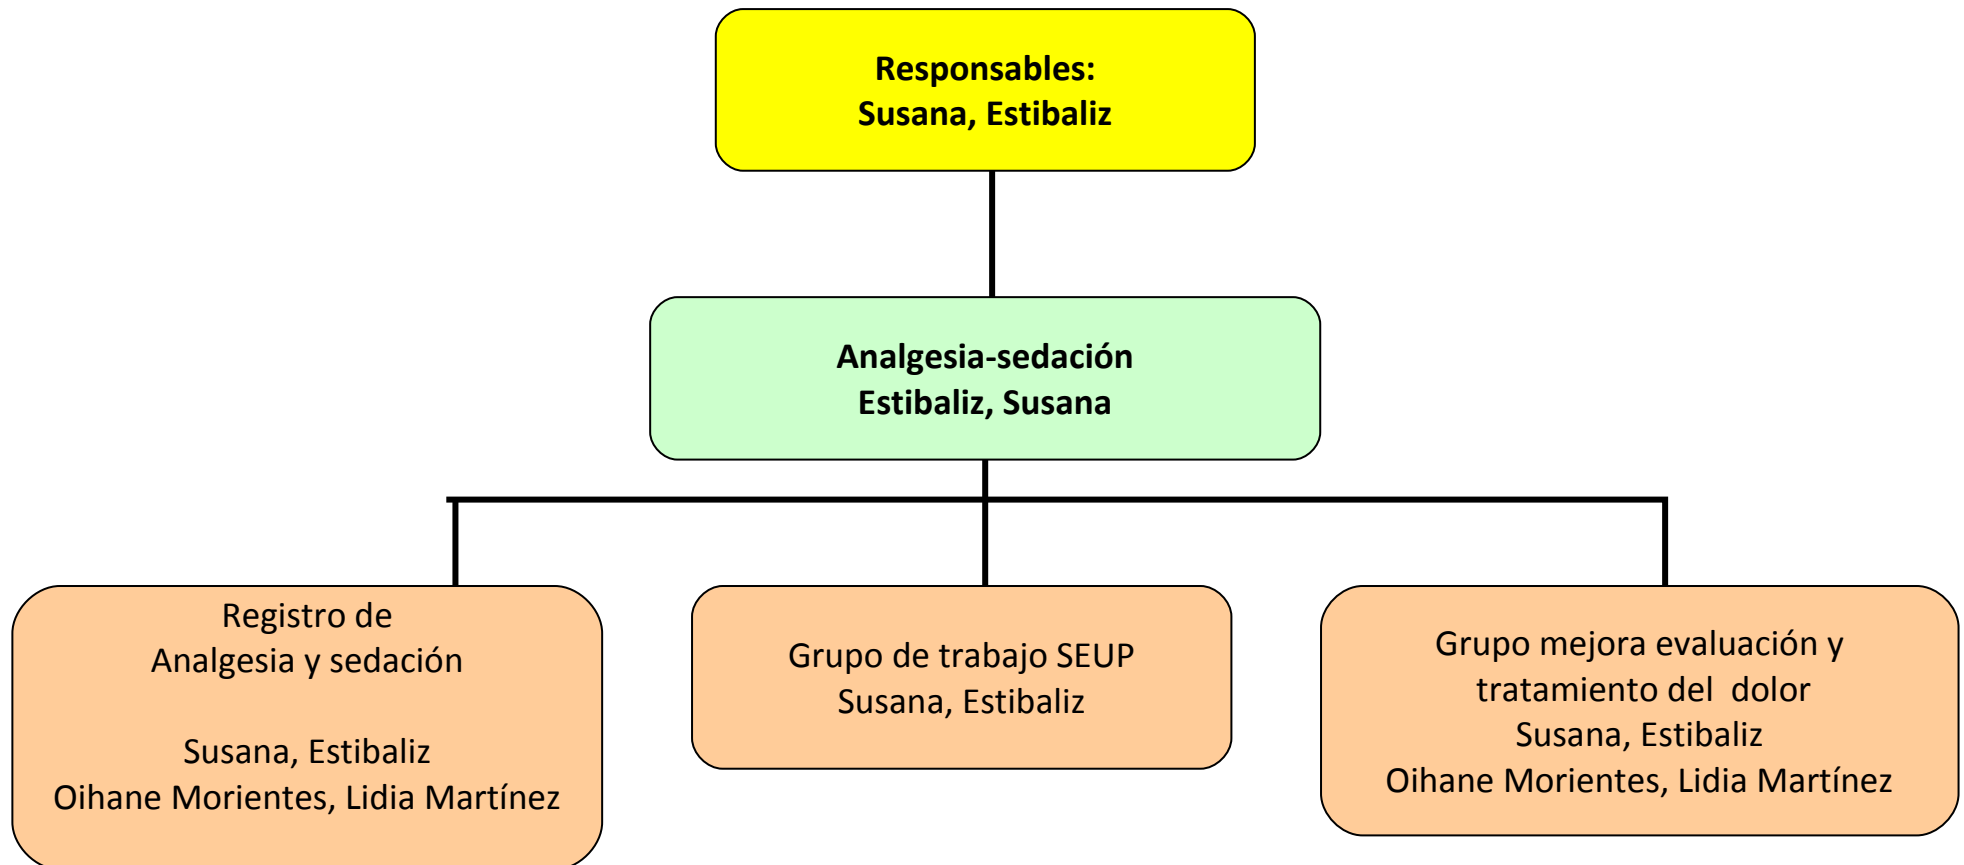 Responsables:
Susana, Estibaliz
Analgesia-sedación
Estibaliz, Susana
Registro de
Analgesia y sedación
Susana, Estibaliz
Oihane Morientes, Lidia Martínez
Grupo de trabajo SEUP
Susana, Estibaliz
Grupo mejora evaluación y
tratamiento del dolor
Susana, Estibaliz
Oihane Morientes, Lidia Martínez